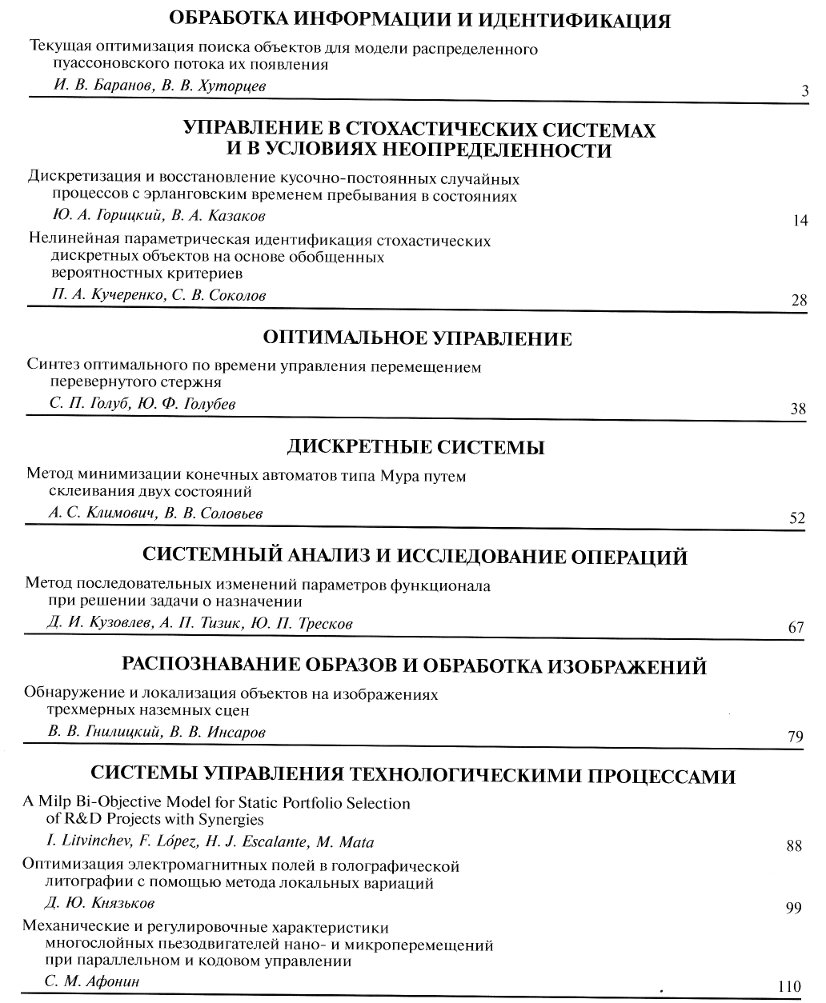 ОБРАБОТКА ИНФОРМАЦИИ И ИДЕНТИФИКАЦИЯ
Текущая оптимизация поиска объектов для модели распределенного
пуассоновского потока их появления
И. В. Баранов, В. В. Хуторцев 3
УПРАВЛЕНИЕ В СТОХАСТИЧЕСКИХ СИСТЕМАХ
И В УСЛОВИЯХ НЕОПРЕДЕЛЕННОСТИ
Дискретизация и восстановление кусочно-постоянных случайных
процессов с эрланговским временем пребывания в состояниях
Ю. А. Горицкий, В. А. Казаков 14
Нелинейная параметрическая идентификация стохастических
дискретных объектов на основе обобщенных
вероятностных критериев
П. А. Кучеренко, С. В. Соколов 28
ОПТИМАЛЬНОЕ УПРАВЛЕНИЕ
Синтез оптимального по времени управления перемещением
перевернутого стержня
С. П. Голуб, Ю. Ф. Голубев 38
ДИСКРЕТНЫЕ СИСТЕМЫ
Метод минимизации конечных автоматов типа Мура путем
склеивания двух состояний
А. С. Климович, В. В. Соловьев 52
СИСТЕМНЫЙ АНАЛИЗ И ИССЛЕДОВАНИЕ ОПЕРАЦИЙ
Метод последовательных изменений параметров функционала
при решении задачи о назначении
Д. И. Кузовлев, А. П. Тизик, Ю. П. Тресков 67
РАСПОЗНАВАНИЕ ОБРАЗОВ И ОБРАБОТКА ИЗОБРАЖЕНИЙ
Обнаружение и локализация объектов на изображениях
трехмерных наземных сцен
В. В. Гнилицкий, В. В. Инсаров 79
СИСТЕМЫ УПРАВЛЕНИЯ ТЕХНОЛОГИЧЕСКИМИ ПРОЦЕССАМИ
A Milp Bi-Objective Model for Static Portfolio Selection
of R&D Projects with Synergies
I. Litvinchev, F. López, H. J. Escalante, M. Mata 88
Оптимизация электромагнитных полей в голографической
литографии с помощью метода локальных вариаций
Д. Ю. Князьков 99
Механические и регулировочные характеристики
многослойных пьезодвигателей нано- и микроперемещений
при параллельном и кодовом управлении
С. М. Афонин 110